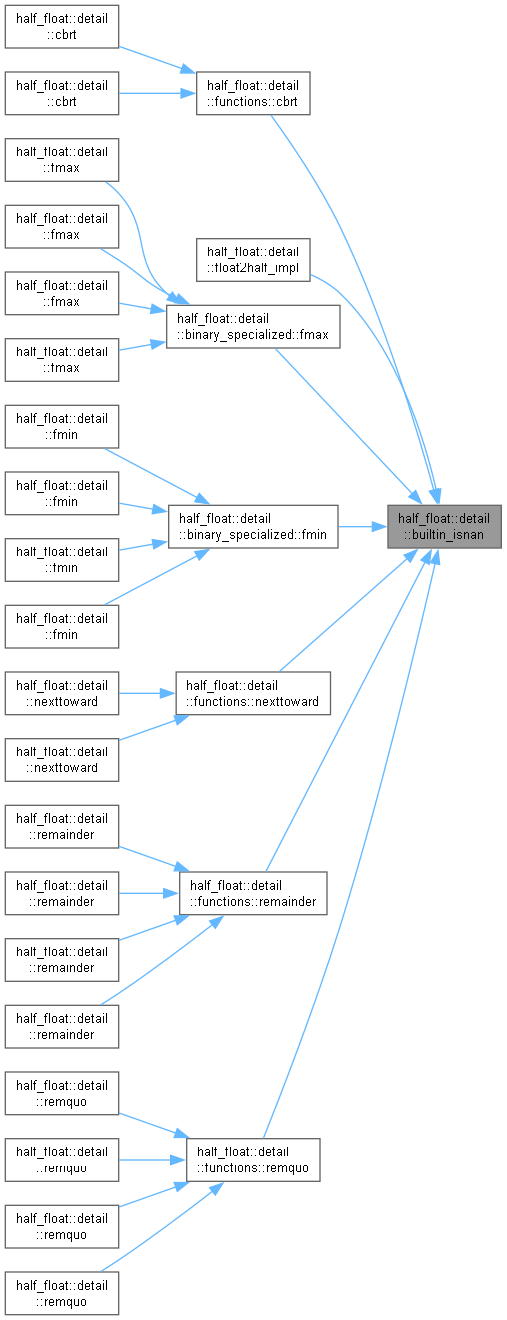 half_float::detail
::cbrt
half_float::detail
::cbrt
half_float::detail
::fmax
half_float::detail
::fmax
half_float::detail
::fmax
half_float::detail
::fmax
half_float::detail
::fmin
half_float::detail
::fmin
half_float::detail
::fmin
half_float::detail
::fmin
half_float::detail
::nexttoward
half_float::detail
::nexttoward
half_float::detail
::remainder
half_float::detail
::remainder
half_float::detail
::remainder
half_float::detail
::remainder
half_float::detail
::remquo
half_float::detail
::remquo
half_float::detail
::remquo
half_float::detail
::remquo
half_float::detail
::functions::cbrt
half_float::detail
::float2half_impl
half_float::detail
::binary_specialized::fmax
half_float::detail
::binary_specialized::fmin
half_float::detail
::functions::nexttoward
half_float::detail
::functions::remainder
half_float::detail
::functions::remquo
half_float::detail
::builtin_isnan